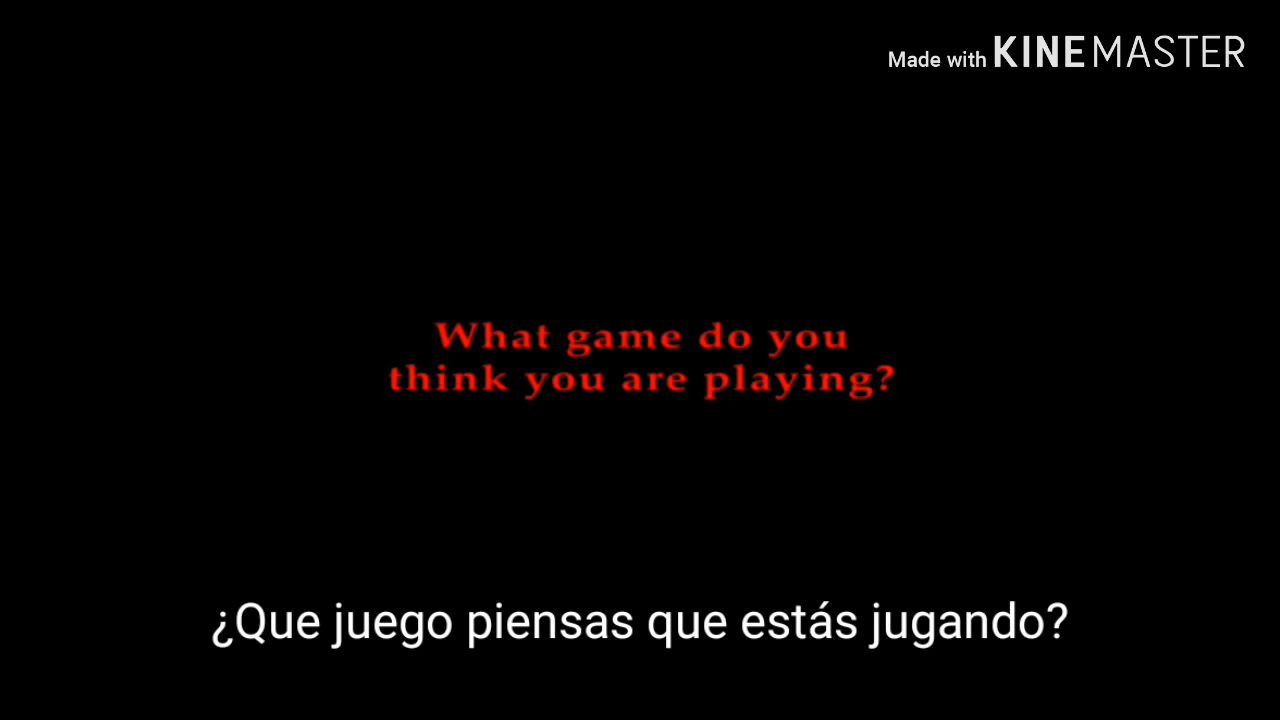 Made with KINEMASTER
What game do you
think you are playing?
¿Que juego piensas que estás jugando?